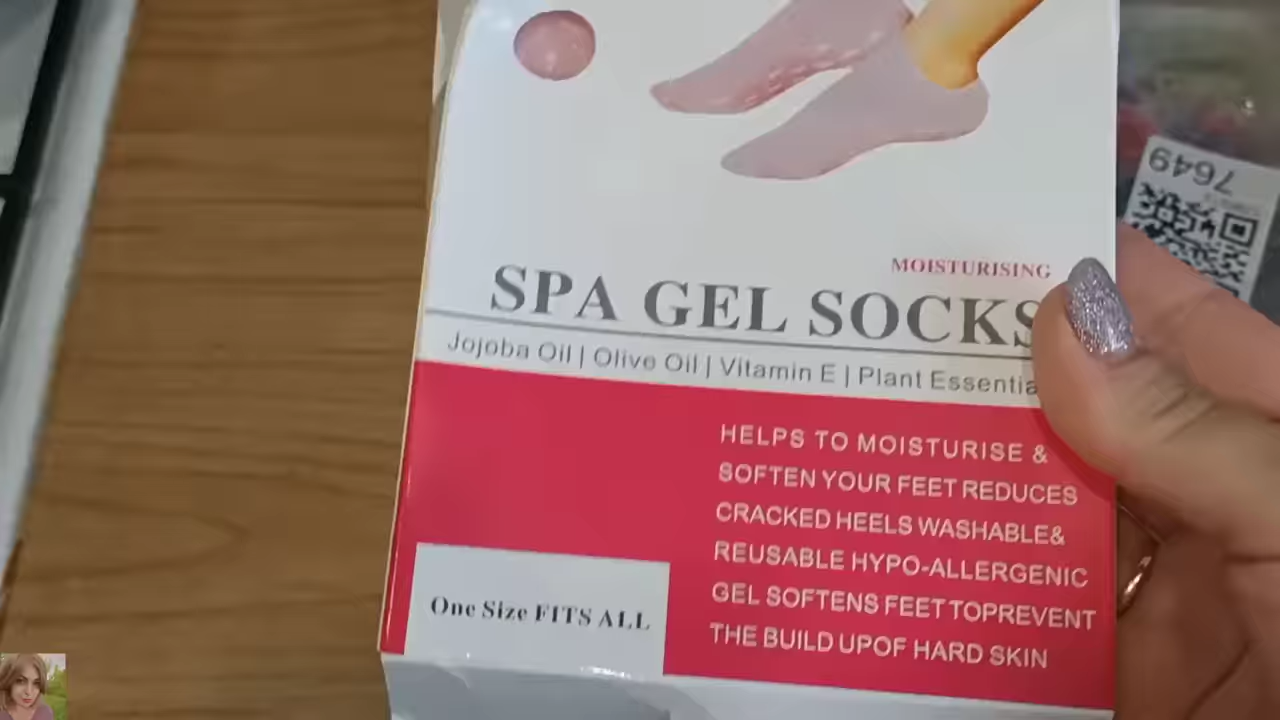 7649
MOISTURISING
SPA GEL SOCKS
Jojoba Oil | Olive Oil | Vitamin E | Plant Essentia
HELPS TO MOISTURISE &
SOFTEN YOUR FEET REDUCES
CRACKED HEELS WASHABLE&
REUSABLE HYPO-ALLERGENIC
GEL SOFTENS FEET TOPREVENT
THE BUILD UPOF HARD SKIN
One Size FITS ALL